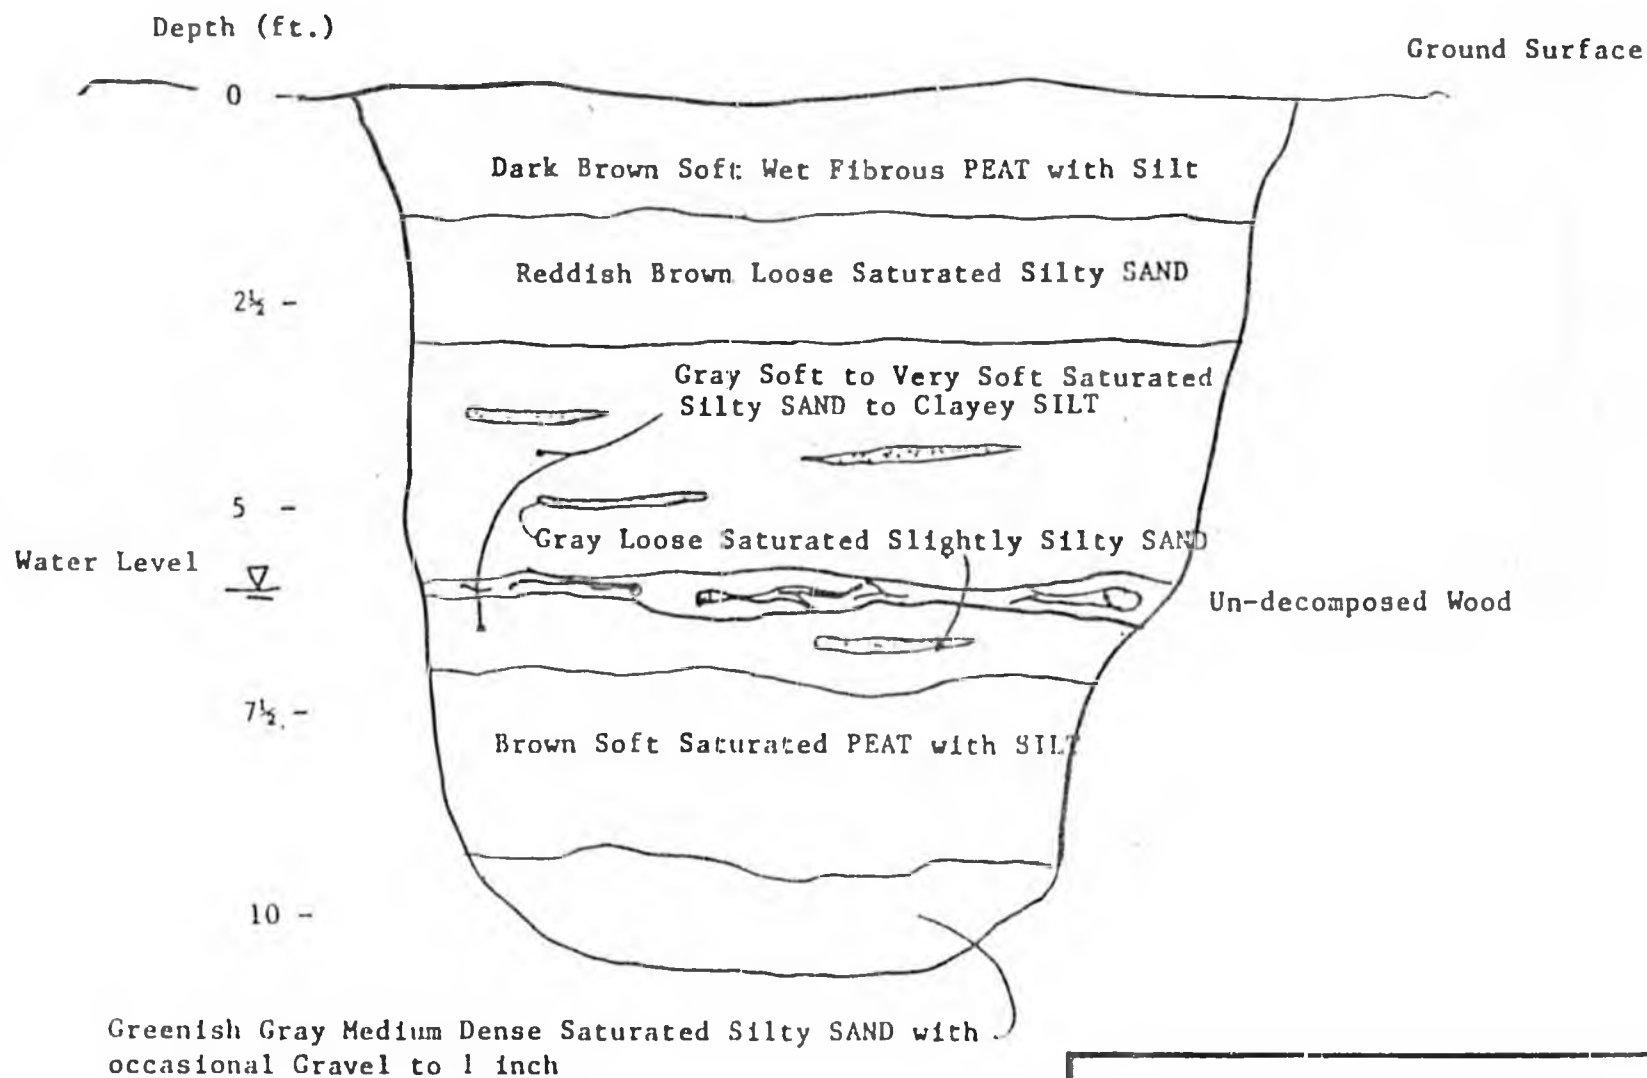 Depth (ft.)
Ground Surface
0 -
Dark Brown Soft Wet Fibrous PEAT with Silt
Reddish Brown Loose Saturated Silty SAND
2½ -
Gray Soft to Very Soft Saturated
Silty SAND to Clayey SILT
5 -
Gray Loose Saturated Slightly Silty SAND
Water Level
Un-decomposed Wood
7½ -
Brown Soft Saturated PEAT with SILT
10 -
Greenish Gray Medium Dense Saturated Silty SAND with
occasional Gravel to 1 inch